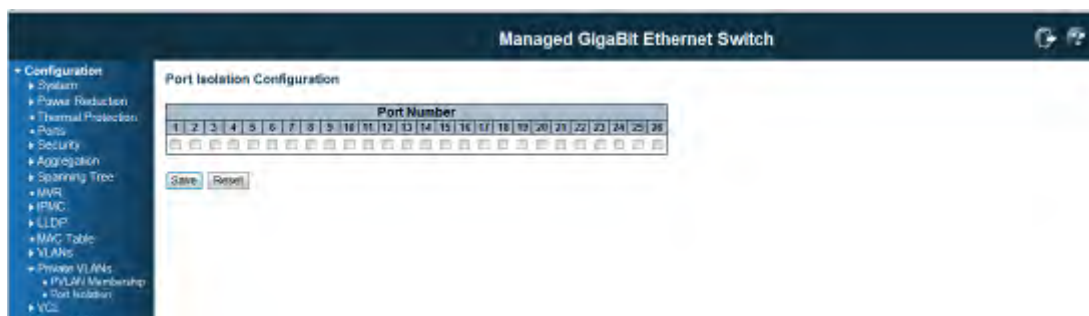 Managed GigaBit Ethernet Switch
Configuration
System
Power Reduction
Thermal Protection
Ports
Security
Aggregation
Spanning Tree
MVR
IPMC
LLDP
MAC Table
VLANs
Private VLANs
PVLAN Membership
Port Isolation
VCL
Port Isolation Configuration
Port Number
1 2 3 4 5 6 7 8 9 10 11 12 13 14 15 16 17 18 19 20 21 22 23 24 25 26
Save Reset